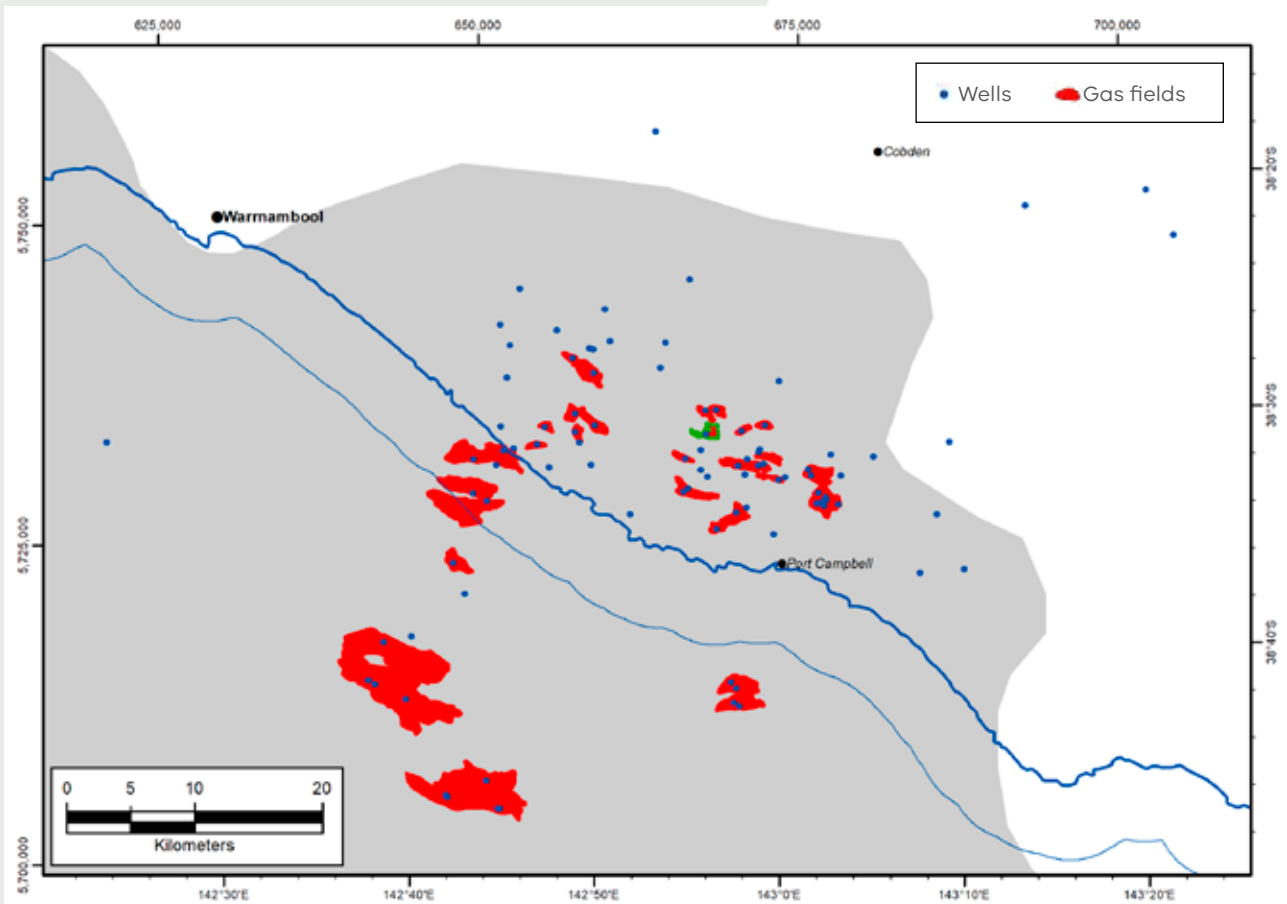 625,000 650,000 675,000 700,000
Wells Gas fields
Cobden
38°20'S
Warrnambool
5,750,000
38°30'S
5,725,000
Port Campbell
38°40'S
0 5 10 20
Kilometers
5,700,000
142°30'E 142°40'E 142°50'E 143°0'E 143°10'E 143°20'E